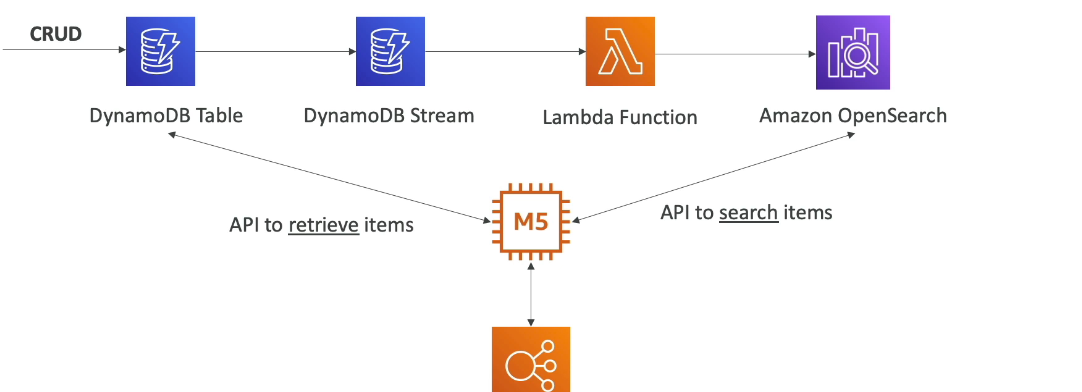 CRUD
DynamoDB Table
DynamoDB Stream
Lambda Function
Amazon OpenSearch
API to retrieve items
M5
API to search items